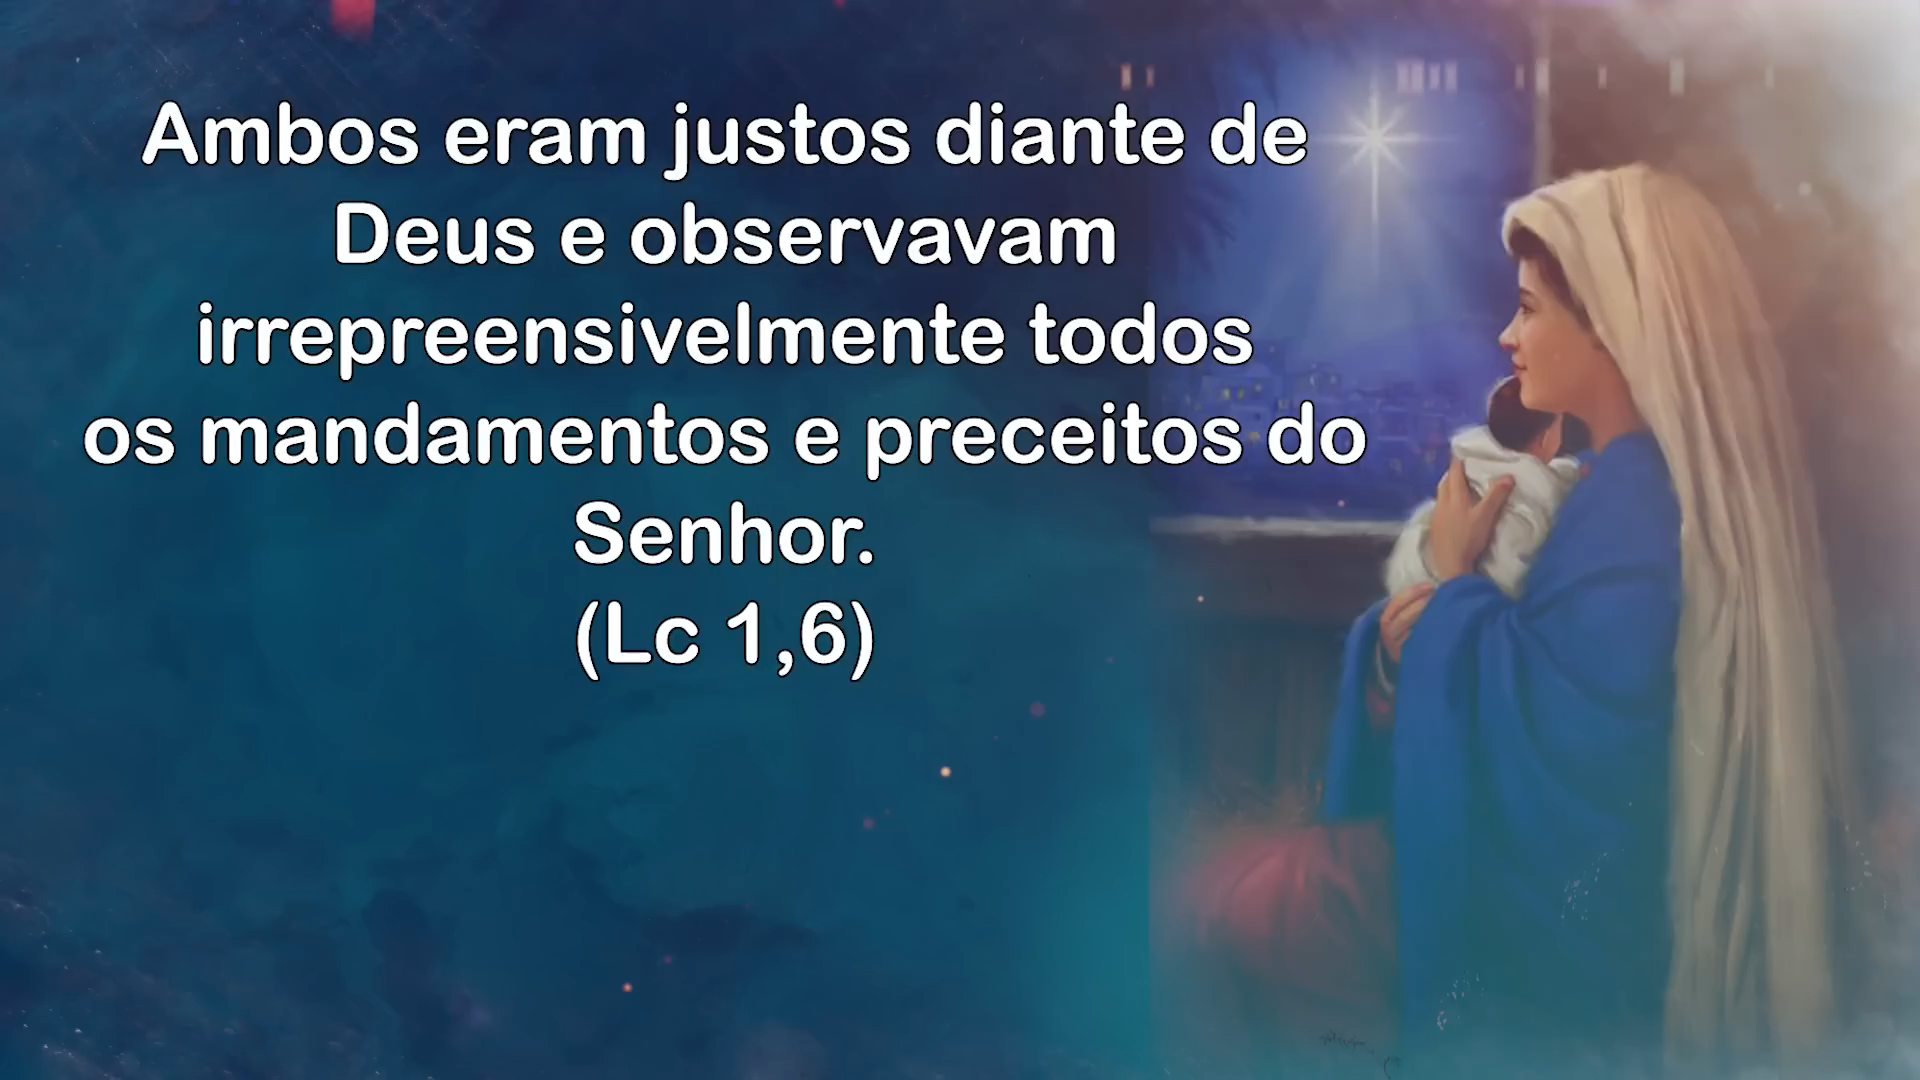 Ambos eram justos diante de
Deus e observavam
irrepreensivelmente todos
os mandamentos e preceitos do
Senhor.
(Lc 1,6)